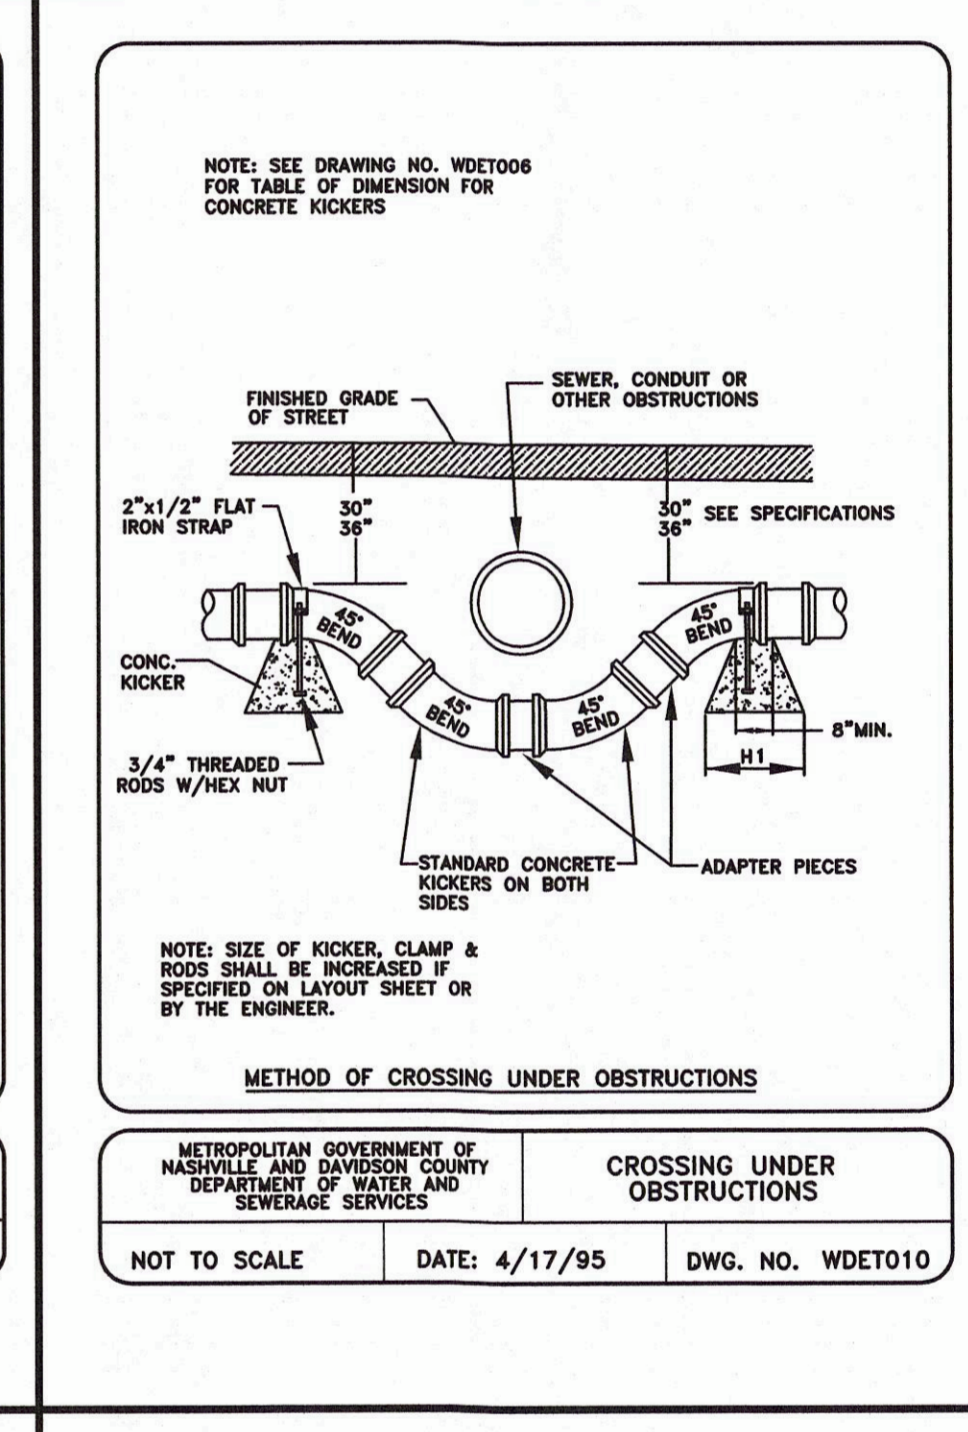 NOTE: SEE DRAWING NO. WDET006
FOR TABLE OF DIMENSION FOR
CONCRETE KICKERS
FINISHED GRADE
OF STREET
SEWER, CONDUIT OR
OTHER OBSTRUCTIONS
2"x1/2" FLAT
IRON STRAP
30"
36"
30"
36"
SEE SPECIFICATIONS
45°
BEND
45°
BEND
CONC.
KICKER
45°
BEND
45°
BEND
8"MIN.
H1
3/4" THREADED
RODS W/HEX NUT
STANDARD CONCRETE
KICKERS ON BOTH
SIDES
ADAPTER PIECES
NOTE: SIZE OF KICKER, CLAMP &
RODS SHALL BE INCREASED IF
SPECIFIED ON LAYOUT SHEET OR
BY THE ENGINEER.
METHOD OF CROSSING UNDER OBSTRUCTIONS
METROPOLITAN GOVERNMENT OF
NASHVILLE AND DAVIDSON COUNTY
DEPARTMENT OF WATER AND
SEWERAGE SERVICES
CROSSING UNDER
OBSTRUCTIONS
NOT TO SCALE
DATE: 4/17/95
DWG. NO. WDET010